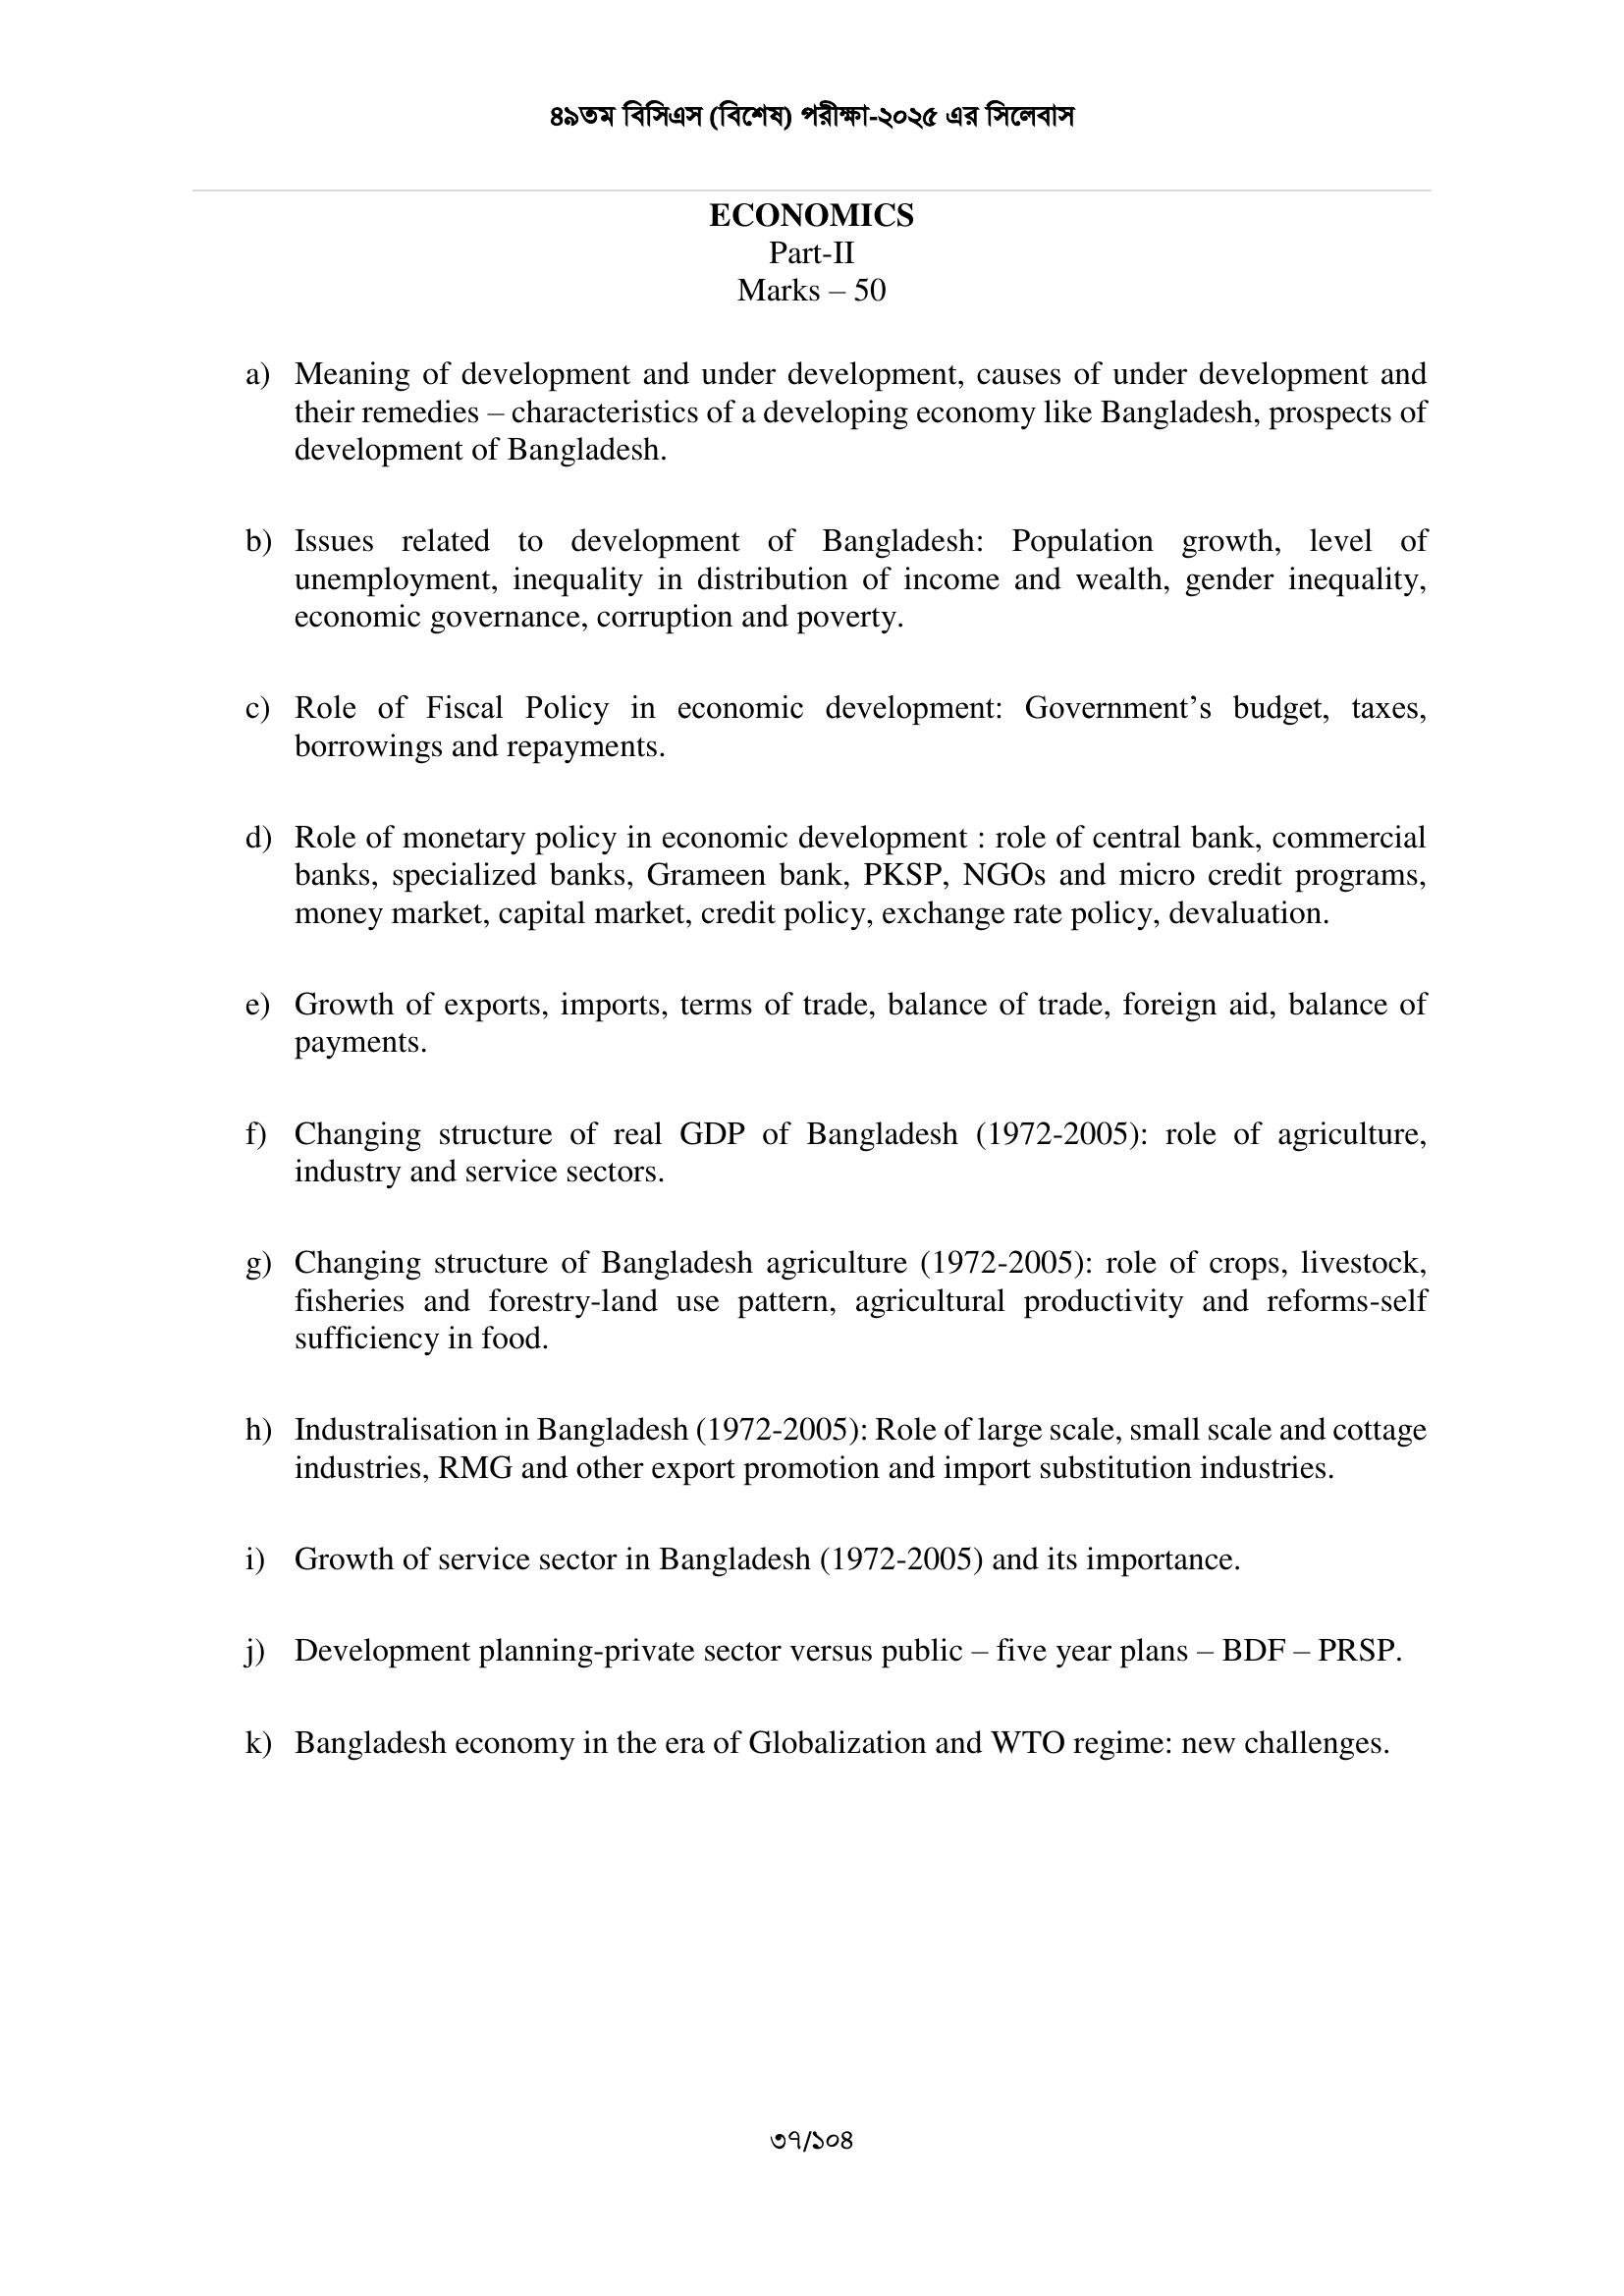 ৪৯তম বিসিএস (বিশেষ) পরীক্ষা-২০২৫ এর সিলেবাস
ECONOMICS
Part-II
Marks – 50
a) Meaning of development and under development, causes of under development and
their remedies – characteristics of a developing economy like Bangladesh, prospects of
development of Bangladesh.
b) Issues related to development of Bangladesh: Population growth, level of
unemployment, inequality in distribution of income and wealth, gender inequality,
economic governance, corruption and poverty.
c) Role of Fiscal Policy in economic development: Government’s budget, taxes,
borrowings and repayments.
d) Role of monetary policy in economic development : role of central bank, commercial
banks, specialized banks, Grameen bank, PKSP, NGOs and micro credit programs,
money market, capital market, credit policy, exchange rate policy, devaluation.
e) Growth of exports, imports, terms of trade, balance of trade, foreign aid, balance of
payments.
f) Changing structure of real GDP of Bangladesh (1972-2005): role of agriculture,
industry and service sectors.
g) Changing structure of Bangladesh agriculture (1972-2005): role of crops, livestock,
fisheries and forestry-land use pattern, agricultural productivity and reforms-self
sufficiency in food.
h) Industralisation in Bangladesh (1972-2005): Role of large scale, small scale and cottage
industries, RMG and other export promotion and import substitution industries.
i) Growth of service sector in Bangladesh (1972-2005) and its importance.
j) Development planning-private sector versus public – five year plans – BDF – PRSP.
k) Bangladesh economy in the era of Globalization and WTO regime: new challenges.
৩৭/১০৪